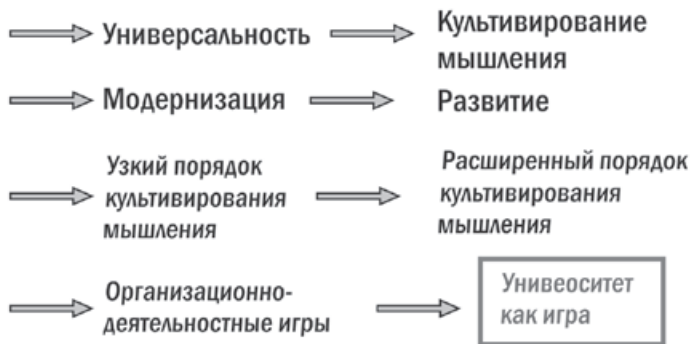 Универсальность
Культивирование
мышления
Модернизация
Развитие
Узкий порядок
культивирования
мышления
Расширенный порядок
культивирования
мышления
Организационно-
деятельностные игры
Унивеоситет
как игра